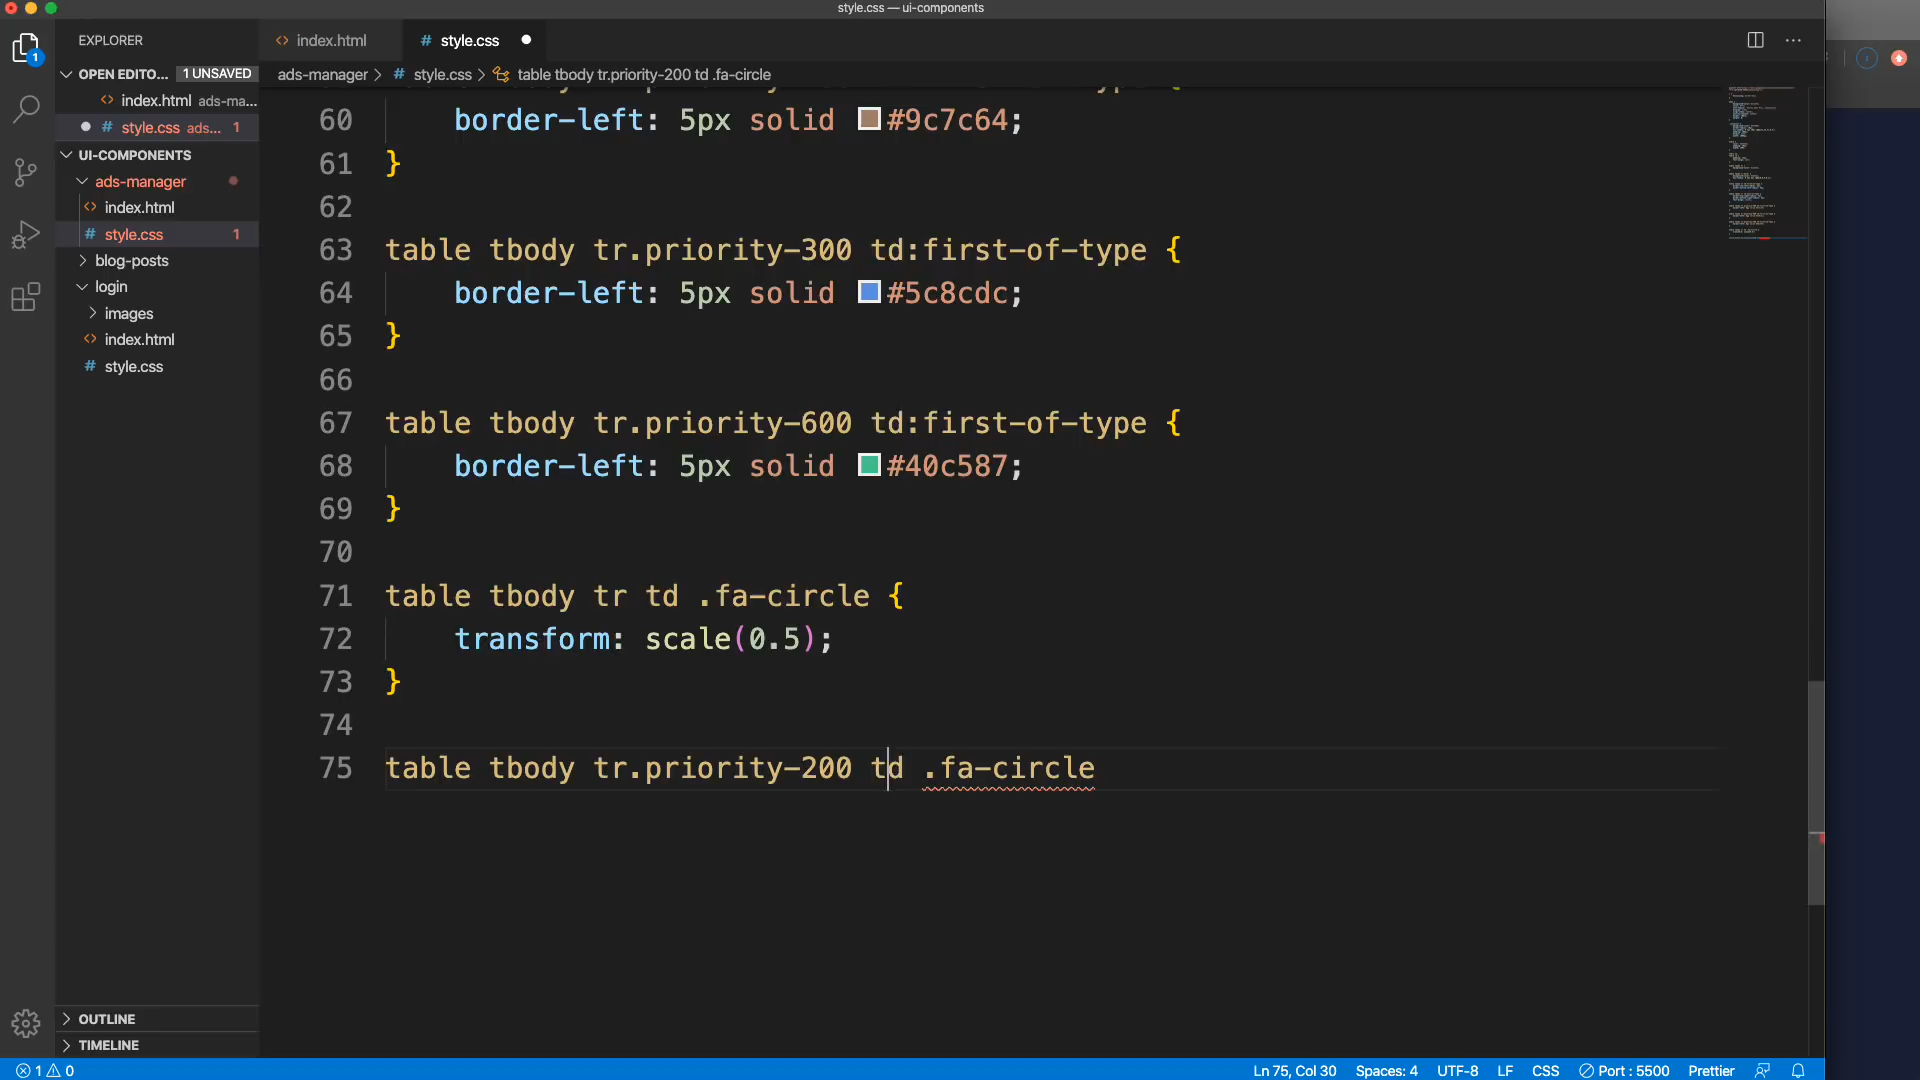 style.css — ui-components
EXPLORER
index.html
# style.css
OPEN EDITO... 1 UNSAVED
ads-manager > # style.css > table tbody tr.priority-200 td .fa-circle
index.html ads-ma...
# style.css ads... 1
UI-COMPONENTS
ads-manager
index.html
# style.css 1
blog-posts
login
images
index.html
# style.css
60 border-left: 5px solid #9c7c64;
61 }
62
63 table tbody tr.priority-300 td:first-of-type {
64 border-left: 5px solid #5c8cdc;
65 }
66
67 table tbody tr.priority-600 td:first-of-type {
68 border-left: 5px solid #40c587;
69 }
70
71 table tbody tr td .fa-circle {
72 transform: scale(0.5);
73 }
74
75 table tbody tr.priority-200 td .fa-circle
OUTLINE
TIMELINE
1 0
Ln 75, Col 30 Spaces: 4 UTF-8 LF CSS Port : 5500 Prettier